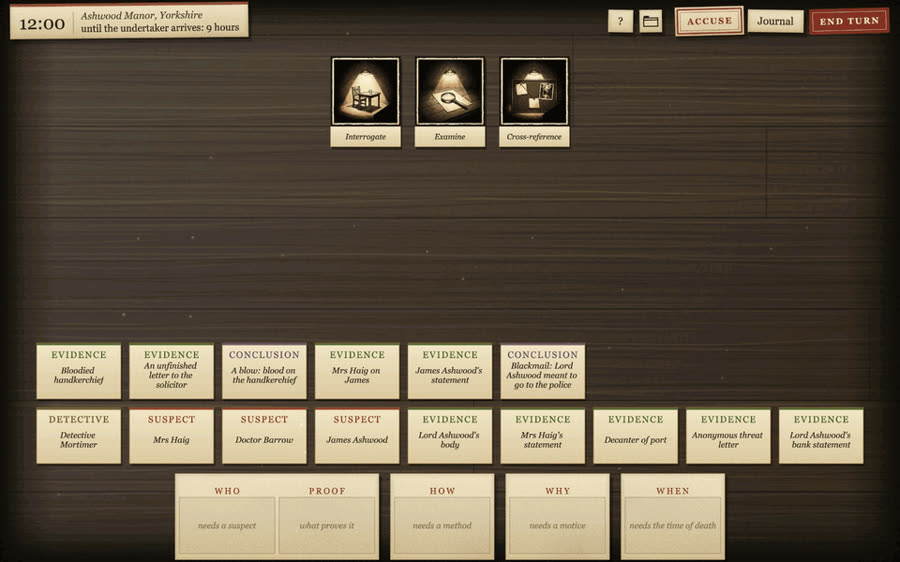 12:00
Ashwood Manor, Yorkshire
until the undertaker arrives: 9 hours
?
ACCUSE
Journal
END TURN
Interrogate
Examine
Cross-reference
EVIDENCE
Bloodied
handkerchief
EVIDENCE
An unfinished
letter to the
solicitor
CONCLUSION
A blow: blood on
the handkerchief
EVIDENCE
Mrs Haig on
James
EVIDENCE
James Ashwood's
statement
CONCLUSION
Blackmail: Lord
Ashwood meant to
go to the police
DETECTIVE
Detective
Mortimer
SUSPECT
Mrs Haig
SUSPECT
Doctor Barrow
SUSPECT
James Ashwood
EVIDENCE
Lord Ashwood's
body
EVIDENCE
Mrs Haig's
statement
EVIDENCE
Decanter of port
EVIDENCE
Anonymous threat
letter
EVIDENCE
Lord Ashwood's
bank statement
WHO
needs a suspect
PROOF
what proves it
HOW
needs a method
WHY
needs a motive
WHEN
needs the time of death